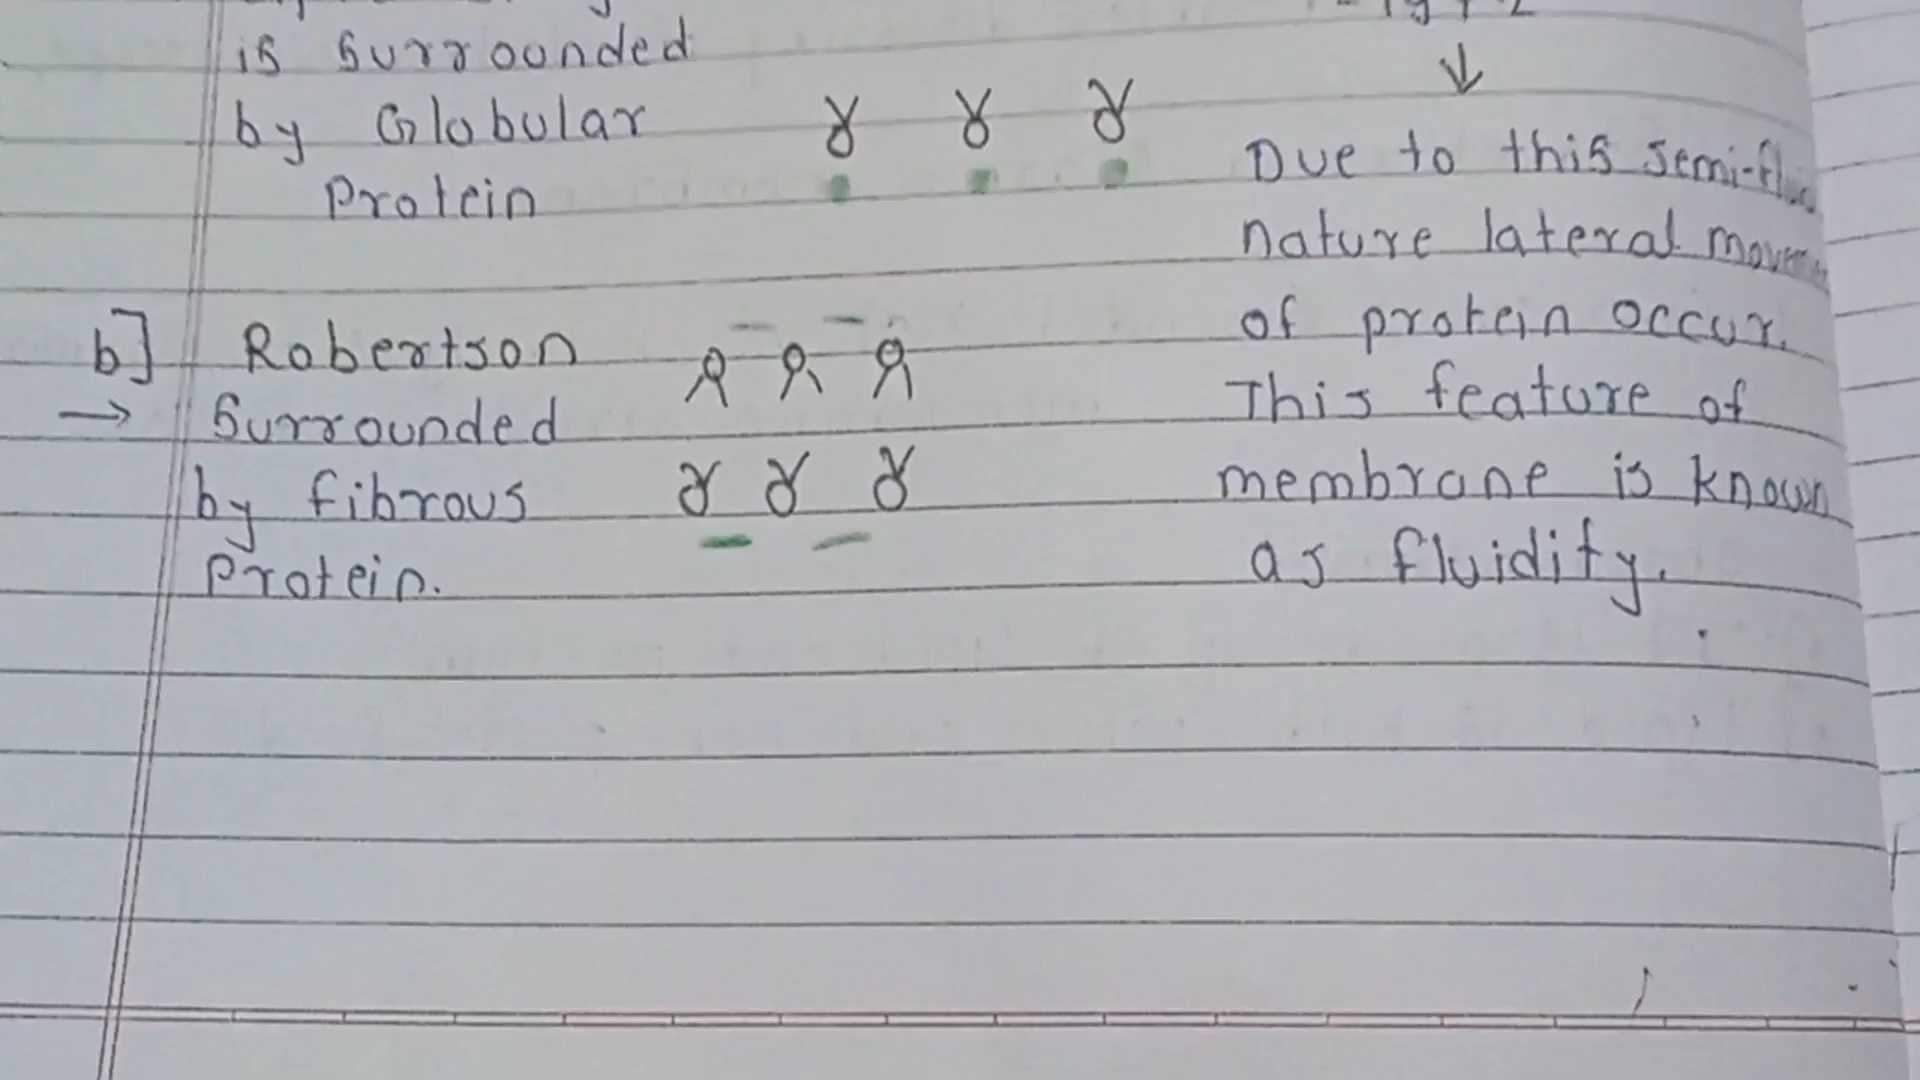 is surrounded
by Globular
Protein
b] Robertson
→ Surrounded
by fibrous
Protein.
↓
Due to this semi-
nature lateral
of protein occur.
This feature of
membrane is known
as fluidity.